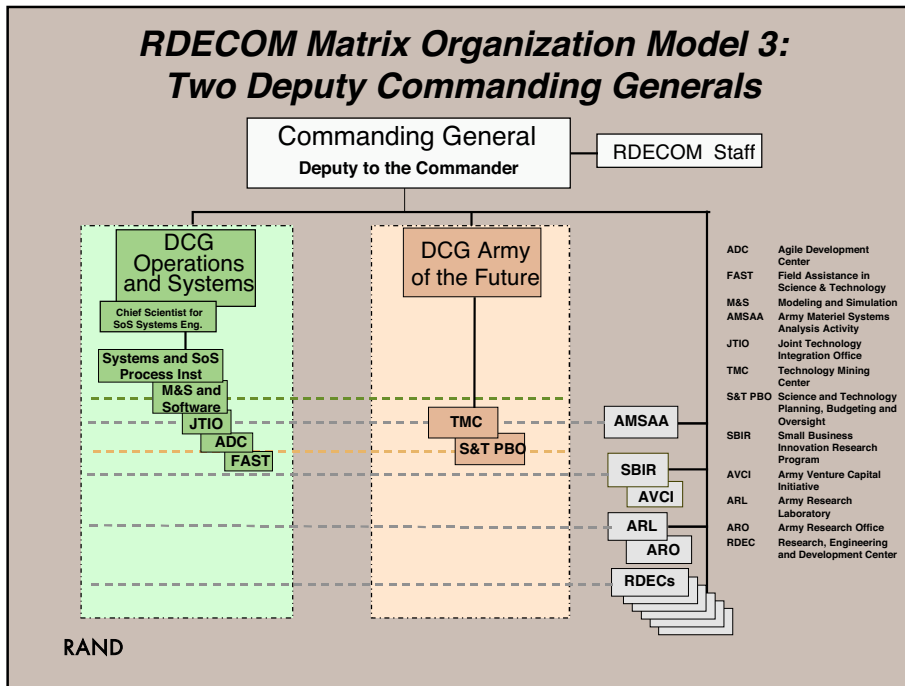 RDECOM Matrix Organization Model 3:
Two Deputy Commanding Generals
Commanding General
Deputy to the Commander
RDECOM Staff
DCG
Operations
and Systems
Chief Scientist for
SoS Systems Eng.
Systems and SoS
Process Inst
M&S and
Software
JTIO
ADC
FAST
DCG Army
of the Future
TMC
S&T PBO
AMSAA
SBIR
AVCI
ARL
ARO
RDECs
ADC Agile Development
Center
FAST Field Assistance in
Science & Technology
M&S Modeling and Simulation
AMSAA Army Materiel Systems
Analysis Activity
JTIO Joint Technology
Integration Office
TMC Technology Mining
Center
S&T PBO Science and Technology
Planning, Budgeting and
Oversight
SBIR Small Business
Innovation Research
Program
AVCI Army Venture Capital
Initiative
ARL Army Research
Laboratory
ARO Army Research Office
RDEC Research, Engineering
and Development Center
RAND